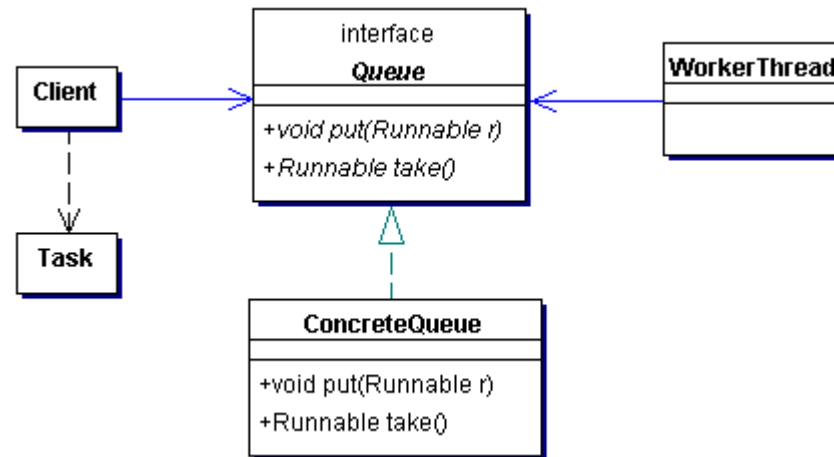 interface
Queue
+void put(Runnable r)
+Runnable take()
Client
WorkerThread
Task
ConcreteQueue
+void put(Runnable r)
+Runnable take()